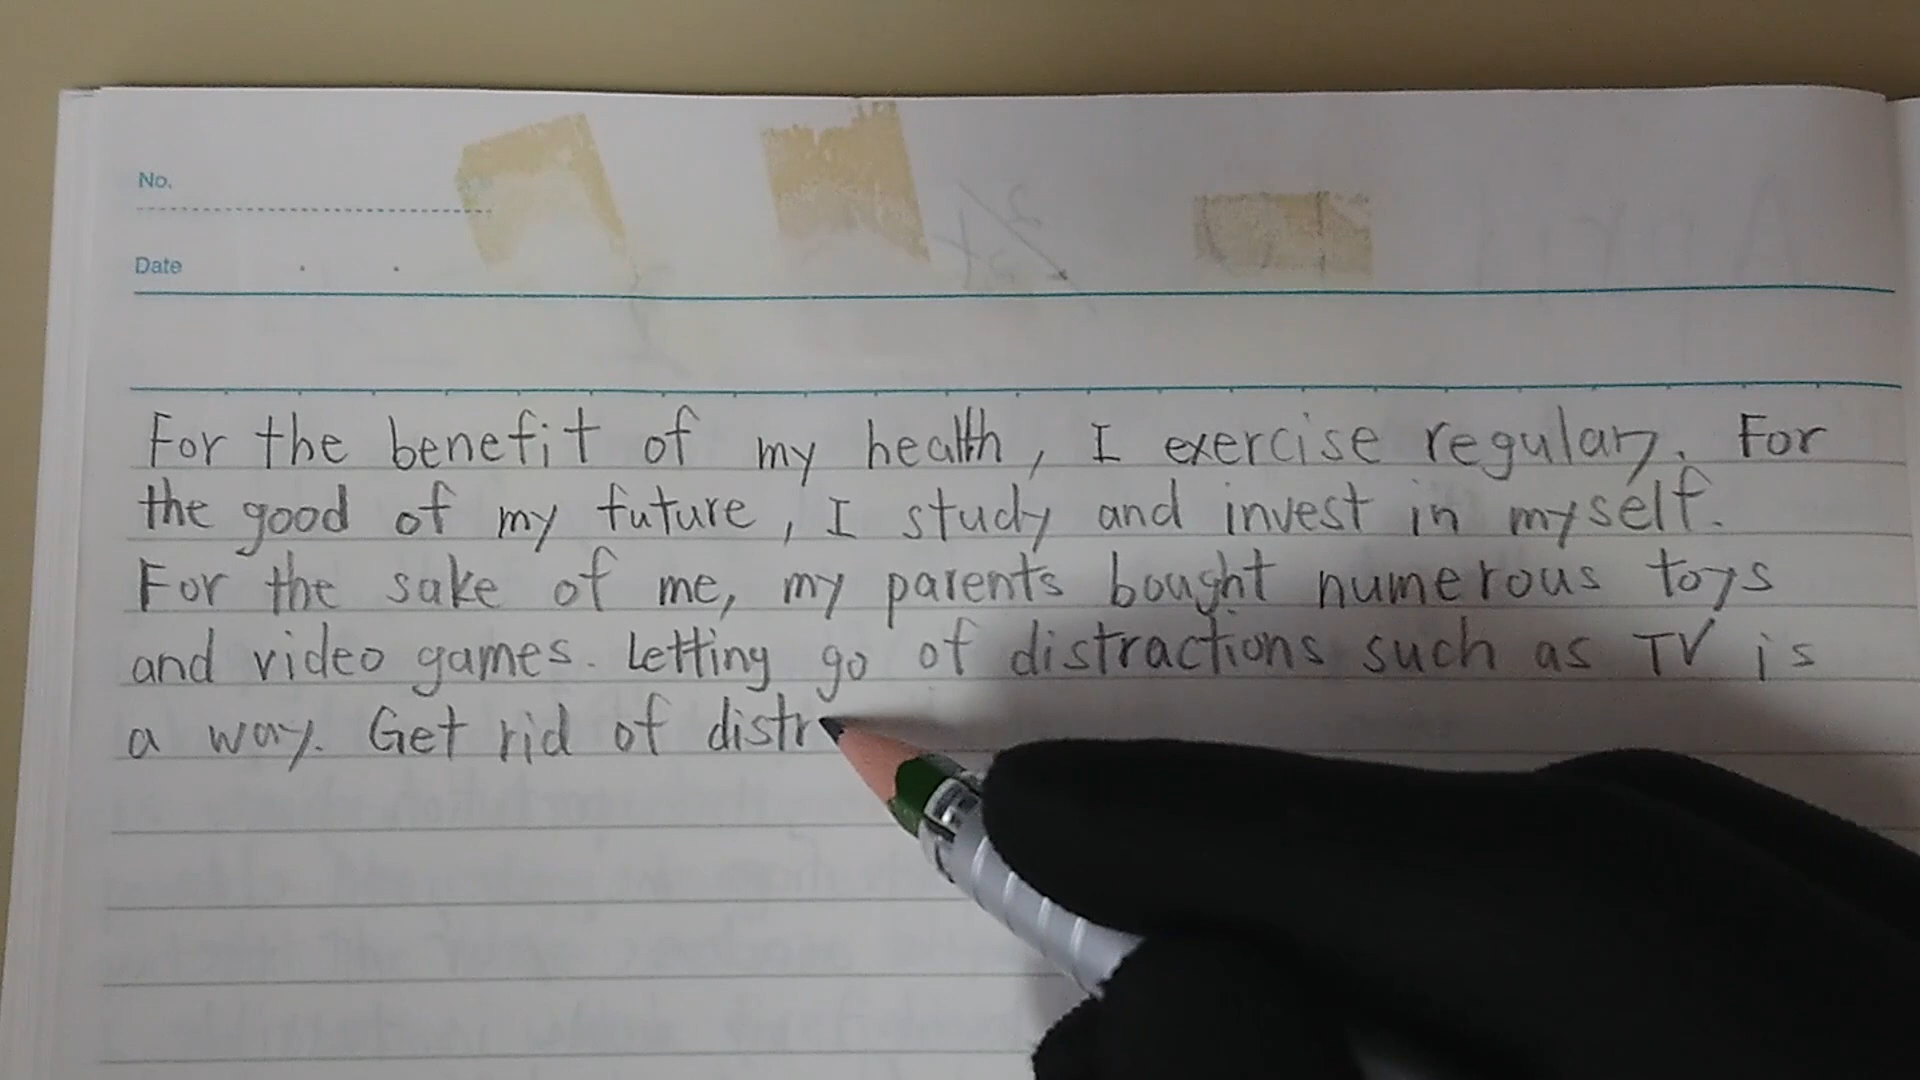 No.
Date . .
For the benefit of my health, I exercise regulary. For
the good of my future, I study and invest in myself.
For the sake of me, my parents bought numerous toys
and video games. Letting go of distractions such as TV is
a way. Get rid of distr